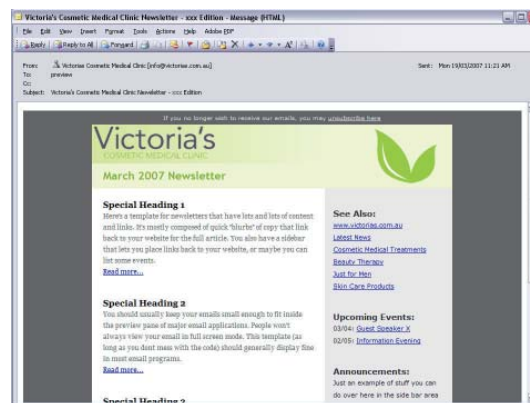 Victoria's Cosmetic Medical Clinic Newsletter - xxx Edition - Message (HTML)
File Edit View Insert Format Tools Actions Help Adobe PDF
Reply Reply to All Forward
From: Victorias Cosmetic Medical Clinic [info@victorias.com.au] Sent: Mon 19/03/2007 11:21 AM
To: preview
Cc:
Subject: Victoria's Cosmetic Medical Clinic Newsletter - xxx Edition
If you no longer wish to receive our emails, you may unsubscribe here
Victoria's
COSMETIC MEDICAL CLINIC
March 2007 Newsletter
Special Heading 1
Here's a template for newsletters that have lots and lots of content
and links. It's mostly composed of quick "blurbs" of copy that link
back to your website for the full article. You also have a sidebar
that lets you place links back to your website, or maybe you can
list some events.
Read more...
Special Heading 2
You should usually keep your emails small enough to fit inside
the preview pane of major email applications. People won't
always view your email in full screen mode. This template (as
long as you dont mess with the code) should generally display fine
in most email programs.
Read more...
Special Heading 3
See Also:
www.victorias.com.au
Latest News
Cosmetic Medical Treatments
Beauty Therapy
Just for Men
Skin Care Products
Upcoming Events:
03/04: Guest Speaker X
02/05: Information Evening
Announcements:
Just an example of stuff you can
do over here in the side bar area